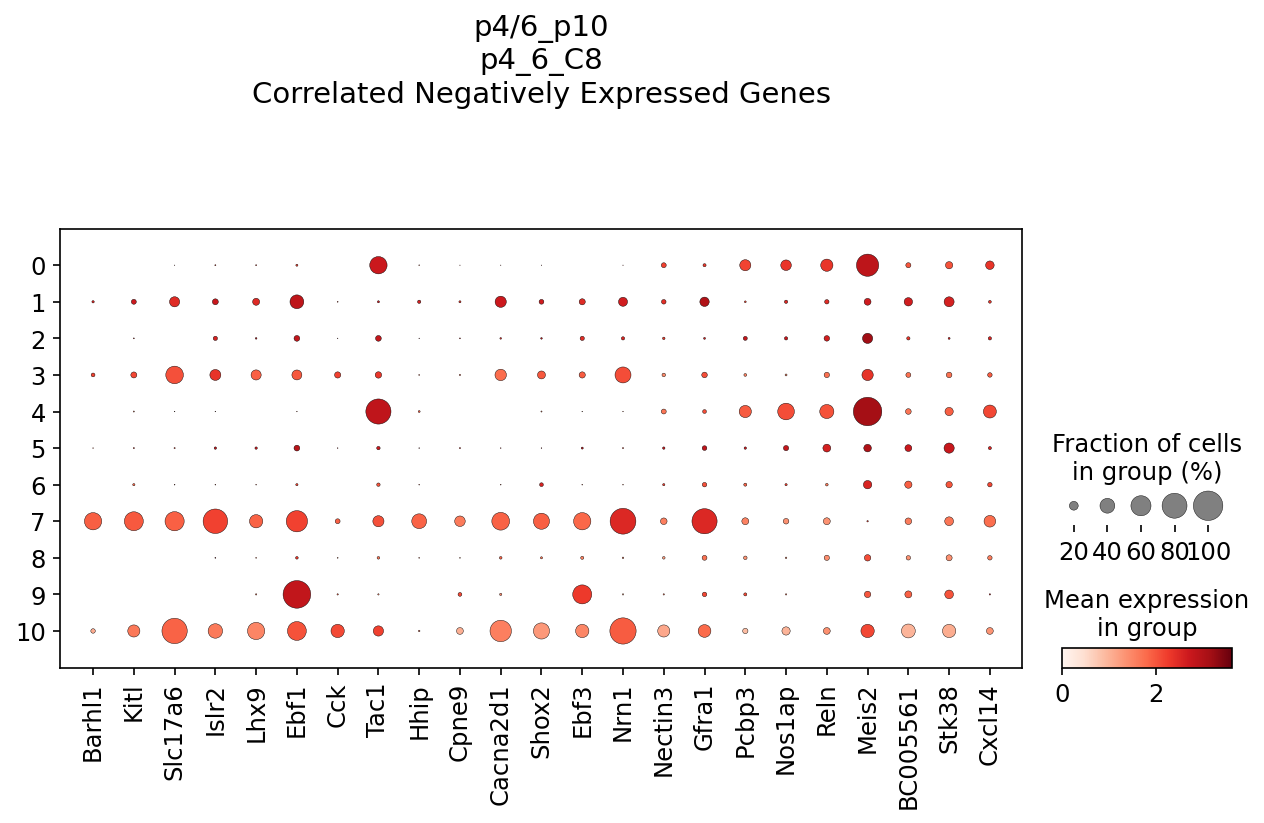 p4/6_p10
p4_6_C8
Correlated Negatively Expressed Genes
0
1
2
3
4
5
6
7
8
9
10
Barhl1 Kitl Slc17a6 Islr2 Lhx9 Ebf1 Cck Tac1 Hhip Cpne9 Cacna2d1 Shox2 Ebf3 Nrn1 Nectin3 Gfra1 Pcbp3 Nos1ap Reln Meis2 BC005561 Stk38 Cxcl14
Fraction of cells
in group (%)
20 40 60 80 100
Mean expression
in group
0 2